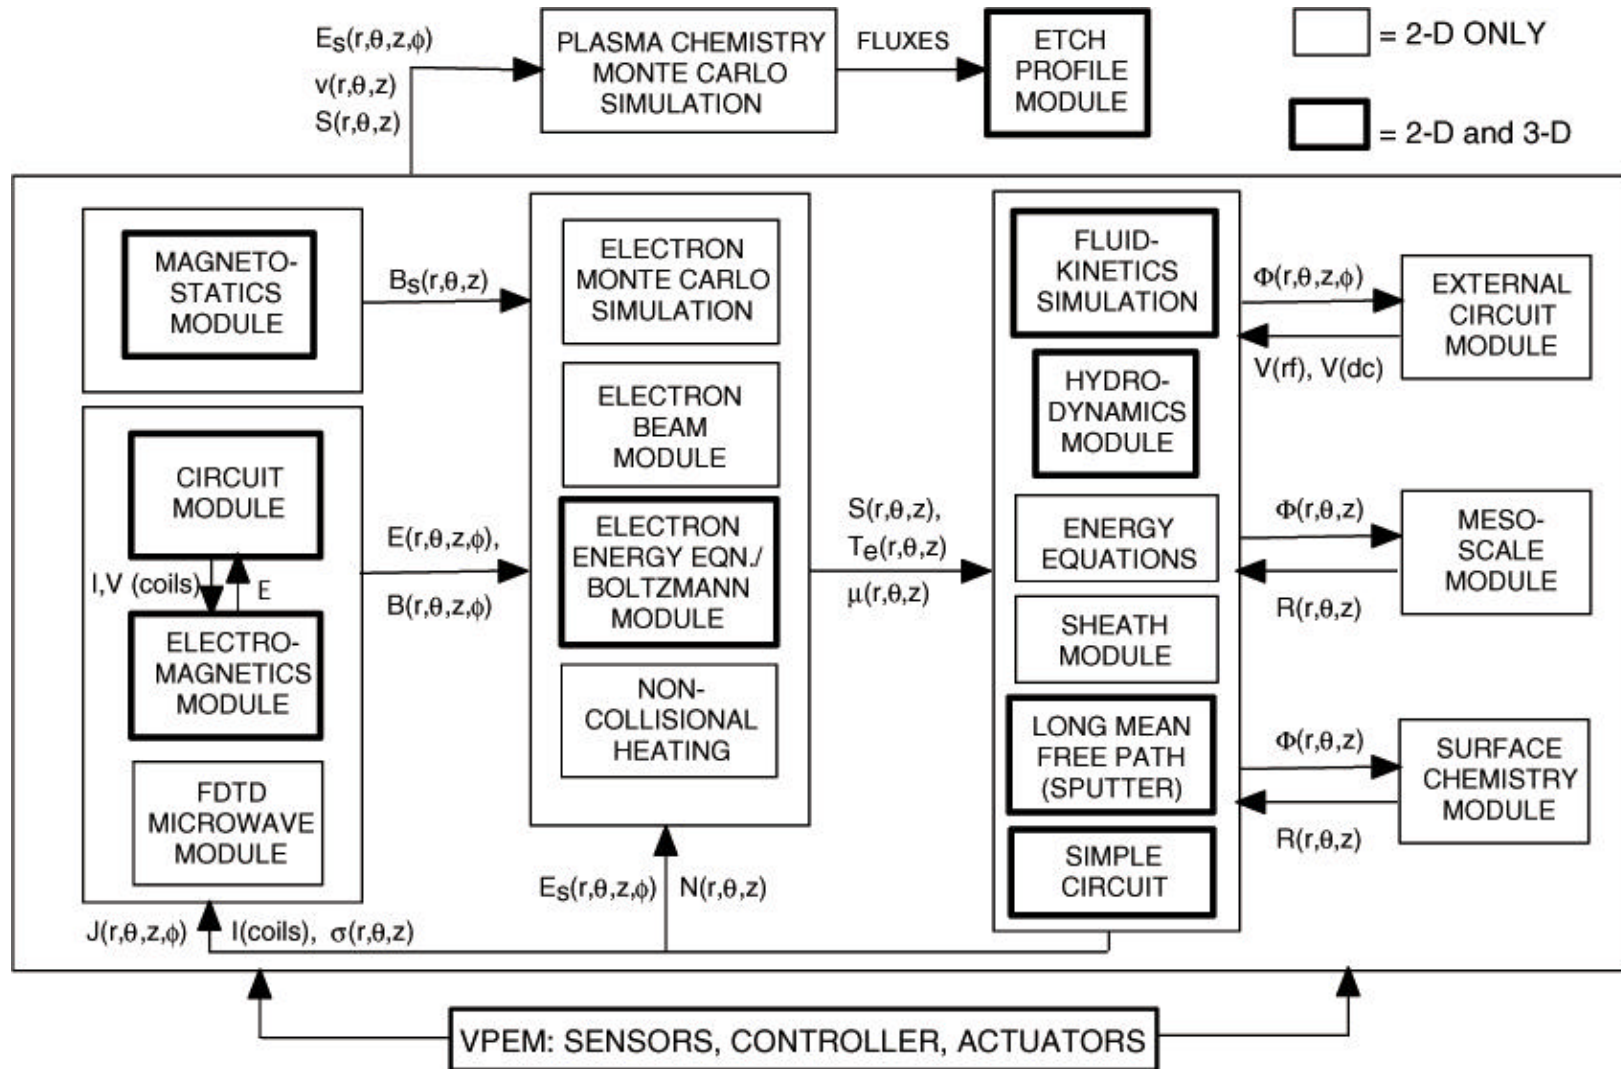 Es(r,θ,z,ϕ)
v(r,θ,z)
S(r,θ,z)
PLASMA CHEMISTRY
MONTE CARLO
SIMULATION
FLUXES
ETCH
PROFILE
MODULE
= 2-D ONLY
= 2-D and 3-D
MAGNETO-
STATICS
MODULE
Bs(r,θ,z)
CIRCUIT
MODULE
I,V (coils)
E
ELECTRO-
MAGNETICS
MODULE
FDTD
MICROWAVE
MODULE
E(r,θ,z,ϕ),
B(r,θ,z,ϕ)
ELECTRON
MONTE CARLO
SIMULATION
ELECTRON
BEAM
MODULE
ELECTRON
ENERGY EQN./
BOLTZMANN
MODULE
NON-
COLLISIONAL
HEATING
S(r,θ,z),
Te(r,θ,z)
μ(r,θ,z)
FLUID-
KINETICS
SIMULATION
HYDRO-
DYNAMICS
MODULE
ENERGY
EQUATIONS
SHEATH
MODULE
LONG MEAN
FREE PATH
(SPUTTER)
SIMPLE
CIRCUIT
Φ(r,θ,z,ϕ)
V(rf), V(dc)
EXTERNAL
CIRCUIT
MODULE
Φ(r,θ,z)
R(r,θ,z)
MESO-
SCALE
MODULE
Φ(r,θ,z)
R(r,θ,z)
SURFACE
CHEMISTRY
MODULE
Es(r,θ,z,ϕ) N(r,θ,z)
J(r,θ,z,ϕ) I(coils), σ(r,θ,z)
VPEM: SENSORS, CONTROLLER, ACTUATORS